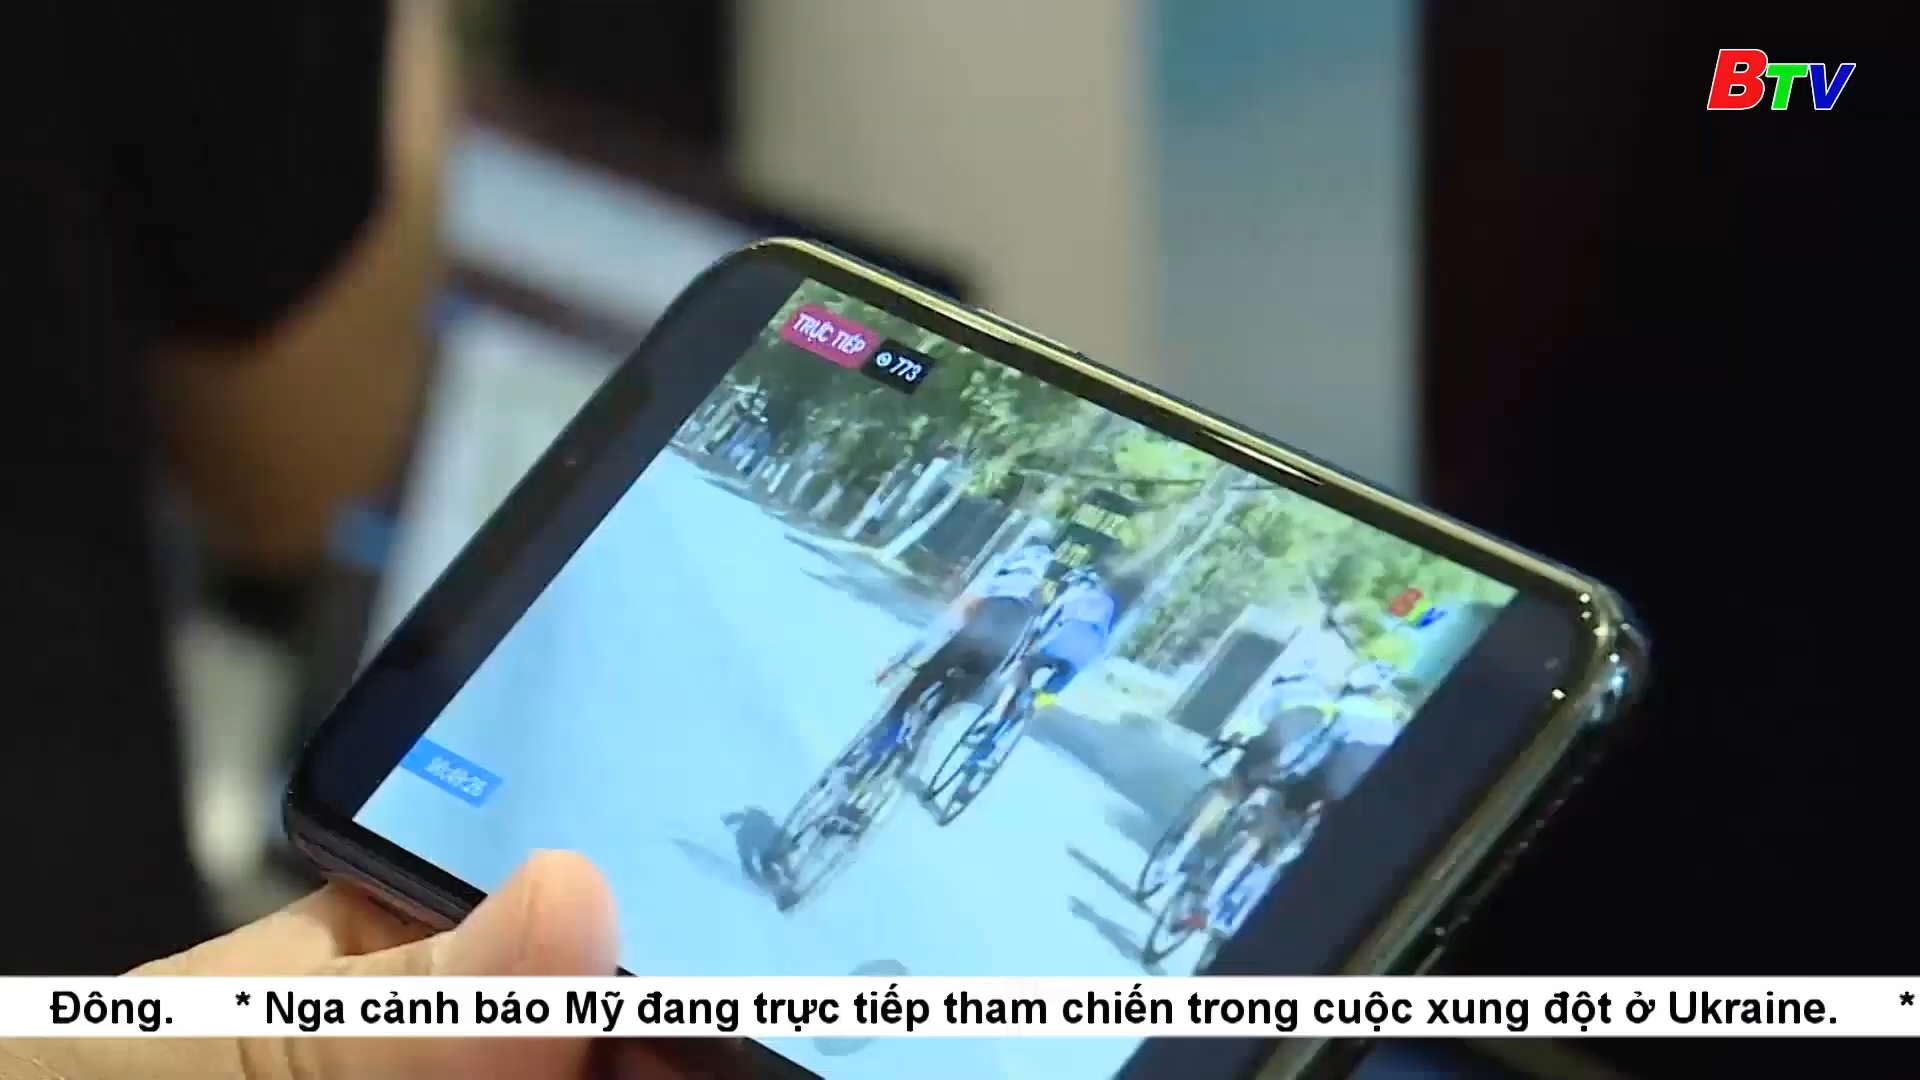 BTV
TRỰC TIẾP 773
BTV
Đông. * Nga cảnh báo Mỹ đang trực tiếp tham chiến trong cuộc xung đột ở Ukraine. *